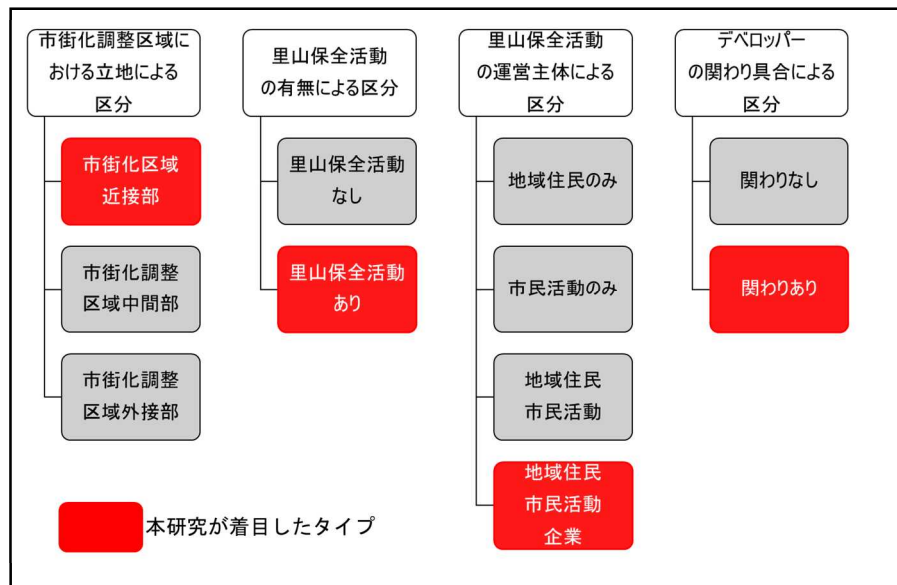 市街化調整区域に
おける立地による
区分
市街化区域
近接部
市街化調整
区域中間部
市街化調整
区域外接部
里山保全活動
の有無による区分
里山保全活動
なし
里山保全活動
あり
里山保全活動
の運営主体による
区分
地域住民のみ
市民活動のみ
地域住民
市民活動
地域住民
市民活動
企業
デベロッパー
の関わり具合による
区分
関わりなし
関わりあり
本研究が着目したタイプ